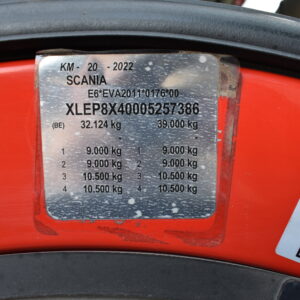 KM - 20 - 2022
SCANIA
E6*EVA2011*0176*00
XLEP8X40005257386
(BE) 32.124 kg 39.000 kg
- kg
1 9.000 kg 1 9.000 kg
2 9.000 kg 2 9.000 kg
3 10.500 kg 3 10.500 kg
4 10.500 kg 4 10.500 kg